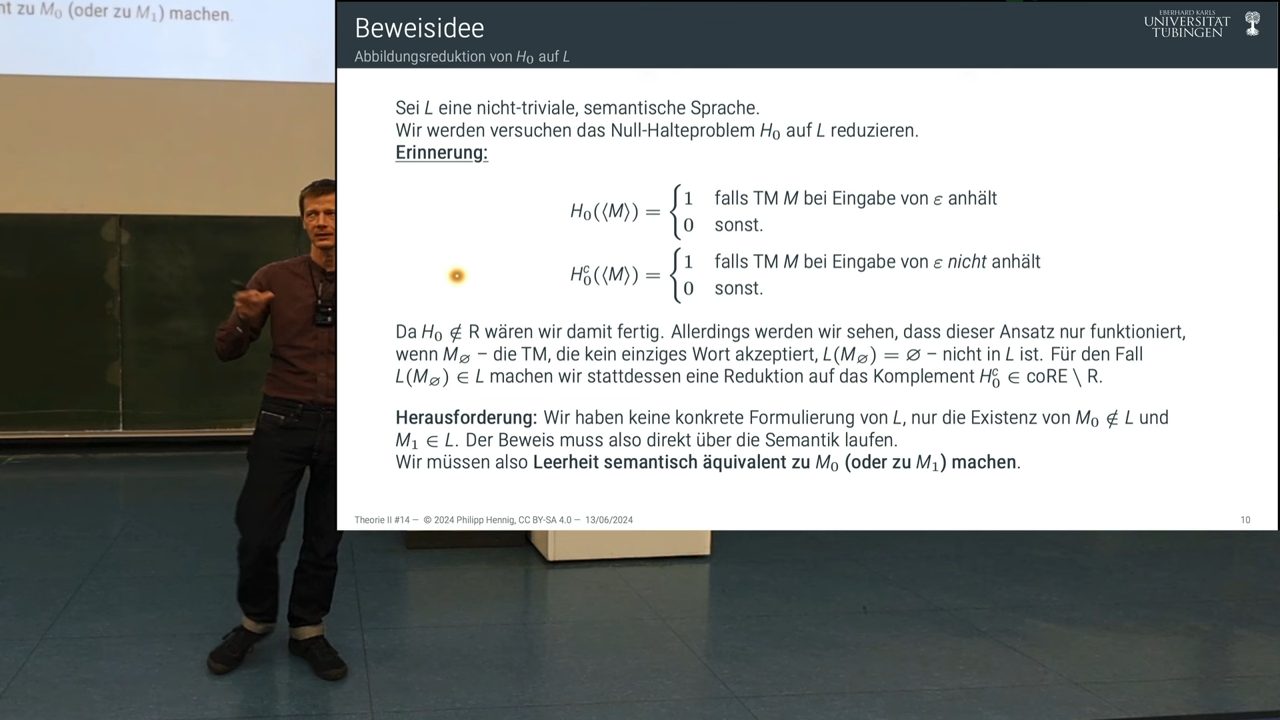 nt zu M₀ (oder zu M₁) machen.
Beweisidee
Abbildungsreduktion von H₀ auf L
EBERHARD KARLS
UNIVERSITÄT
TÜBINGEN
Sei L eine nicht-triviale, semantische Sprache.
Wir werden versuchen das Null-Halteproblem H₀ auf L reduzieren.
Erinnerung:
H₀(⟨M⟩) = { 1 falls TM M bei Eingabe von ε anhält
0 sonst.
H₀ᶜ(⟨M⟩) = { 1 falls TM M bei Eingabe von ε nicht anhält
0 sonst.
Da H₀ ∉ R wären wir damit fertig. Allerdings werden wir sehen, dass dieser Ansatz nur funktioniert,
wenn M∅ – die TM, die kein einziges Wort akzeptiert, L(M∅) = ∅ – nicht in L ist. Für den Fall
L(M∅) ∈ L machen wir stattdessen eine Reduktion auf das Komplement H₀ᶜ ∈ coRE \ R.
Herausforderung: Wir haben keine konkrete Formulierung von L, nur die Existenz von M₀ ∉ L und
M₁ ∈ L. Der Beweis muss also direkt über die Semantik laufen.
Wir müssen also Leerheit semantisch äquivalent zu M₀ (oder zu M₁) machen.
Theorie II #14 — © 2024 Philipp Hennig, CC BY-SA 4.0 — 13/06/2024
10